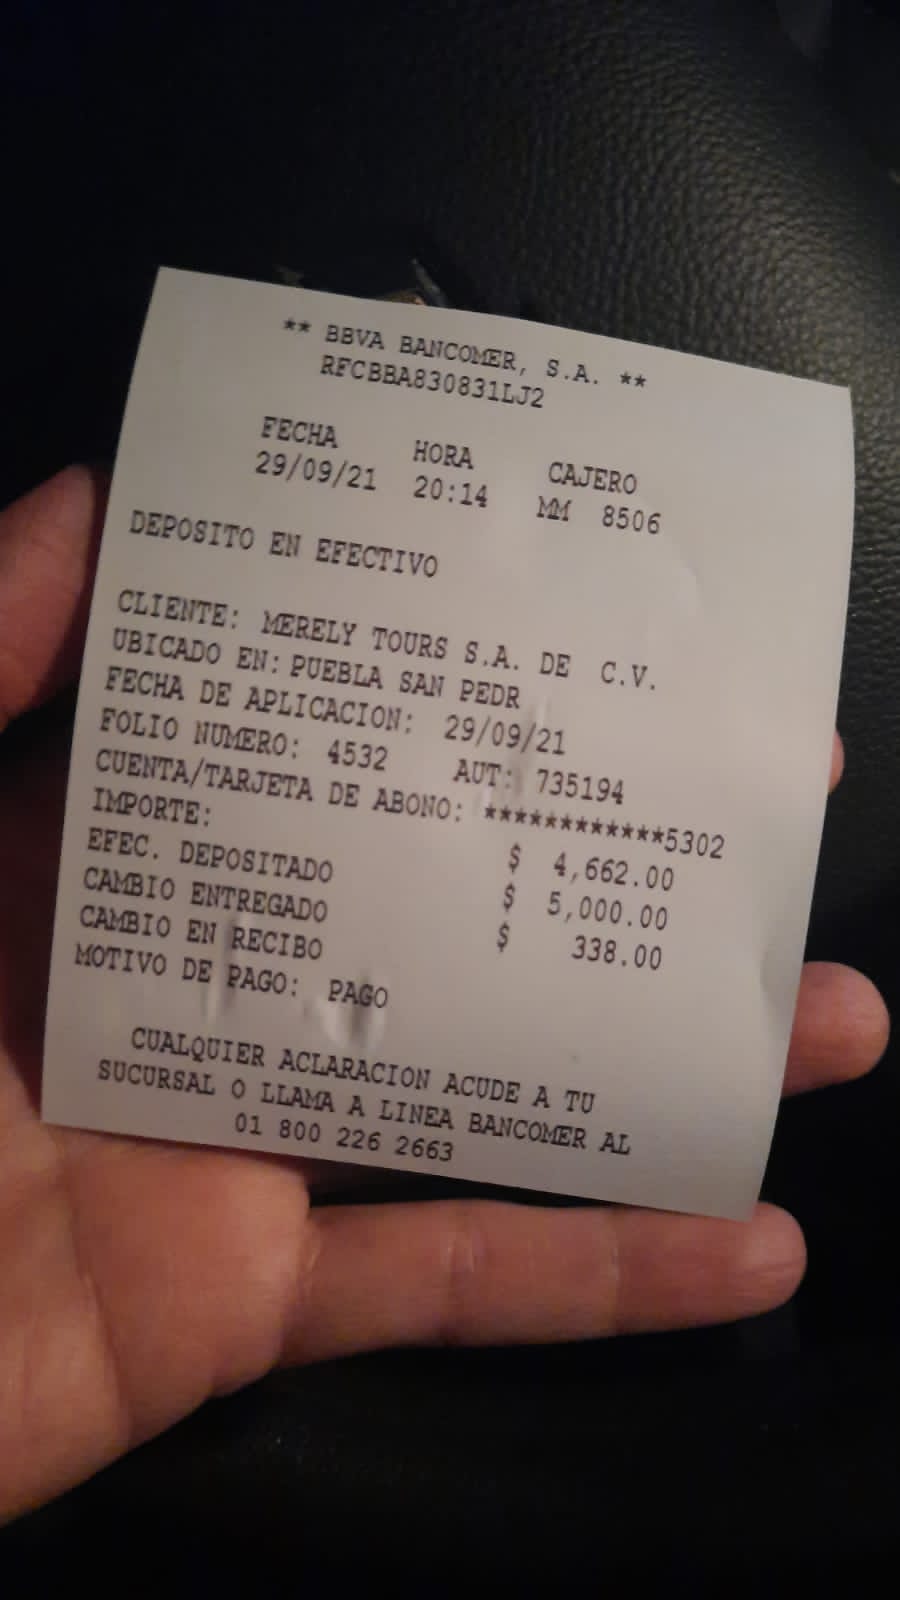 ** BBVA BANCOMER, S.A. **
RFCBBA830831LJ2
FECHA HORA CAJERO
29/09/21 20:14 MM 8506
DEPOSITO EN EFECTIVO
CLIENTE: MERELY TOURS S.A. DE C.V.
UBICADO EN: PUEBLA SAN PEDR
FECHA DE APLICACION: 29/09/21
FOLIO NUMERO: 4532 AUT: 735194
CUENTA/TARJETA DE ABONO: ************5302
IMPORTE: $ 4,662.00
EFEC. DEPOSITADO $ 5,000.00
CAMBIO ENTREGADO $ 338.00
CAMBIO EN RECIBO
MOTIVO DE PAGO: PAGO
CUALQUIER ACLARACION ACUDE A TU
SUCURSAL O LLAMA A LINEA BANCOMER AL
01 800 226 2663